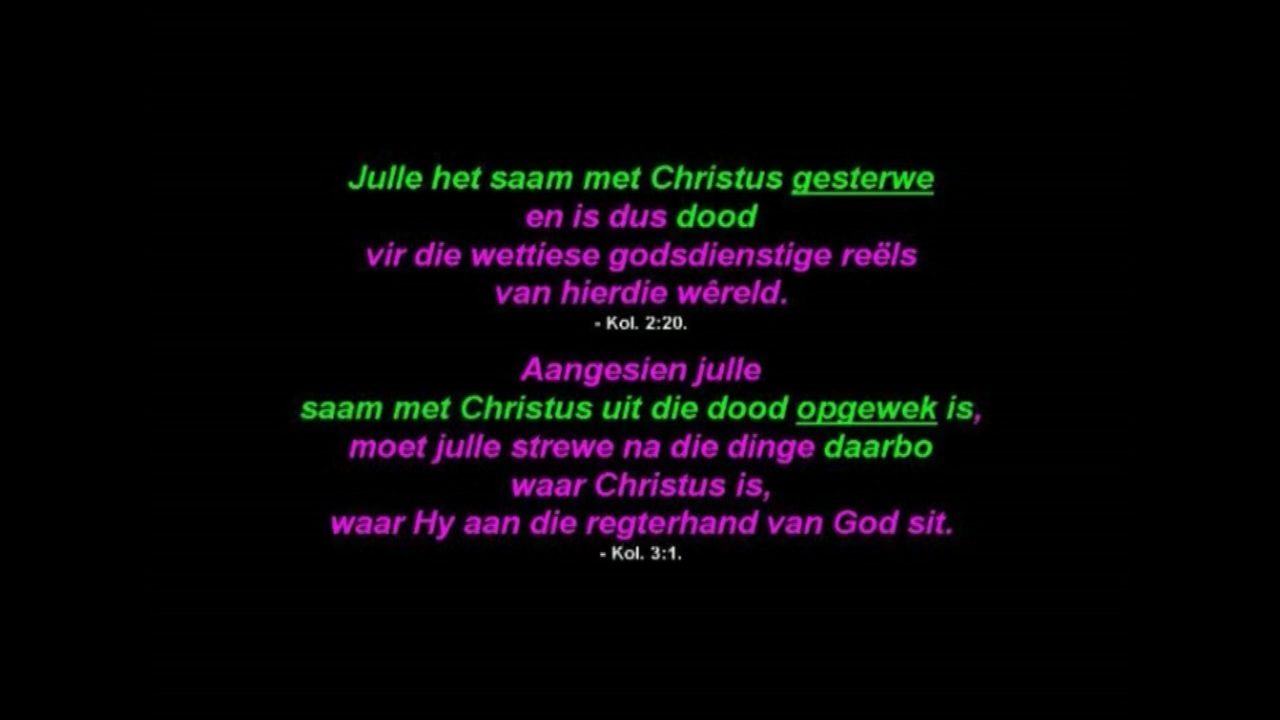 Julle het saam met Christus gesterwe
en is dus dood
vir die wettiese godsdienstige reëls
van hierdie wêreld.
- Kol. 2:20.
Aangesien julle
saam met Christus uit die dood opgewek is,
moet julle strewe na die dinge daarbo
waar Christus is,
waar Hy aan die regterhand van God sit.
- Kol. 3:1.